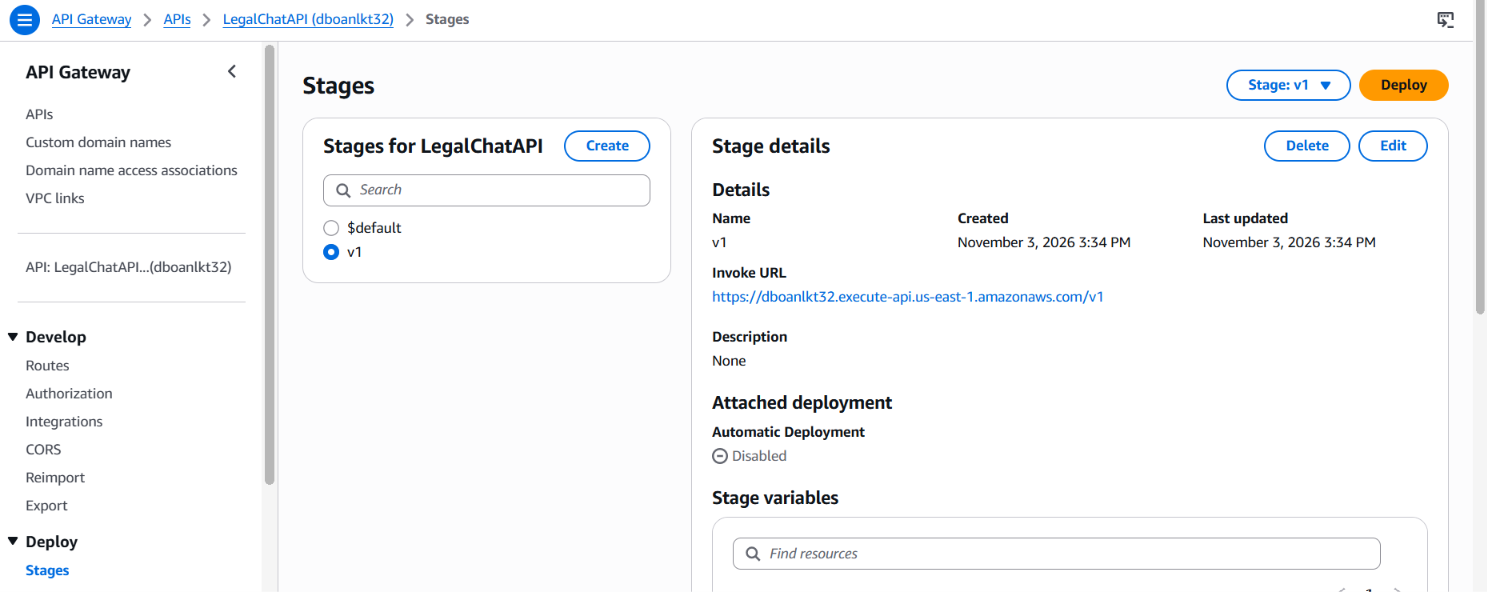 API Gateway > APIs > LegalChatAPI (dboanlkt32) > Stages
API Gateway
APIs
Custom domain names
Domain name access associations
VPC links
API: LegalChatAPI...(dboanlkt32)
Develop
Routes
Authorization
Integrations
CORS
Reimport
Export
Deploy
Stages
Stages
Stage: v1
Deploy
Stages for LegalChatAPI
Create
Search
$default
v1
Stage details
Delete
Edit
Details
Name
Created
Last updated
v1
November 3, 2026 3:34 PM
November 3, 2026 3:34 PM
Invoke URL
https://dboanlkt32.execute-api.us-east-1.amazonaws.com/v1
Description
None
Attached deployment
Automatic Deployment
Disabled
Stage variables
Find resources